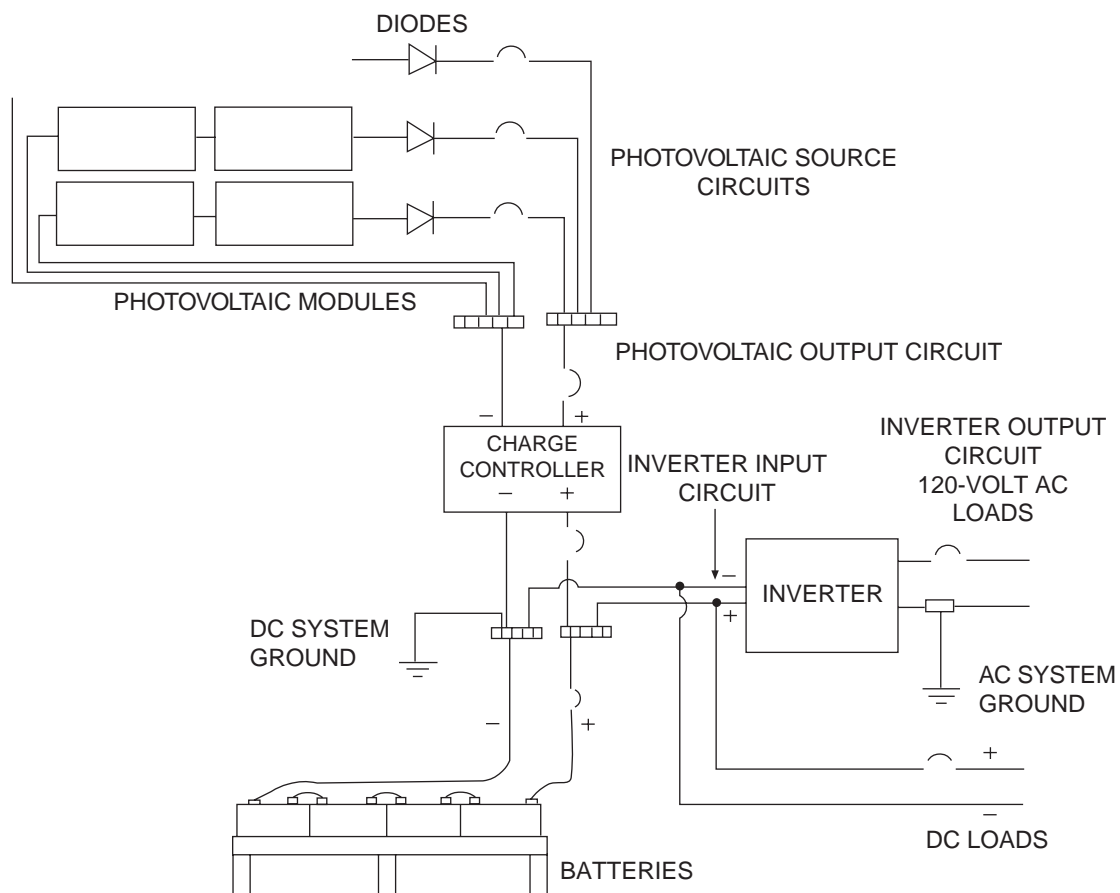 DIODES
PHOTOVOLTAIC SOURCE
CIRCUITS
PHOTOVOLTAIC MODULES
PHOTOVOLTAIC OUTPUT CIRCUIT
− +
CHARGE
CONTROLLER
− +
INVERTER INPUT
CIRCUIT
INVERTER OUTPUT
CIRCUIT
120-VOLT AC
LOADS
−
+
INVERTER
DC SYSTEM
GROUND
AC SYSTEM
GROUND
− +
+
−
DC LOADS
BATTERIES